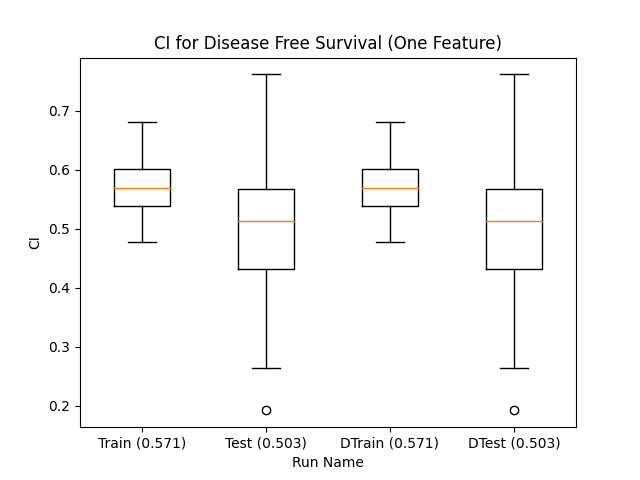 CI for Disease Free Survival (One Feature)
0.7
0.6
0.5
0.4
0.3
0.2
CI
Train (0.571) Test (0.503) DTrain (0.571) DTest (0.503)
Run Name